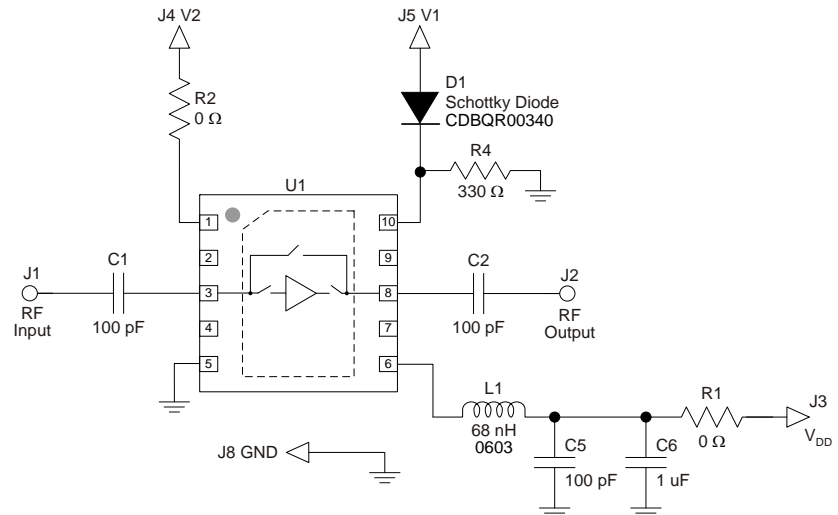 J4 V2
J5 V1
R2
0 Ω
D1
Schottky Diode
CDBQR00340
R4
330 Ω
U1
1
10
2
9
J1
RF
Input
C1
100 pF
3
8
C2
100 pF
J2
RF
Output
4
7
5
6
L1
68 nH
0603
R1
0 Ω
J3
VDD
J8 GND
C5
100 pF
C6
1 uF